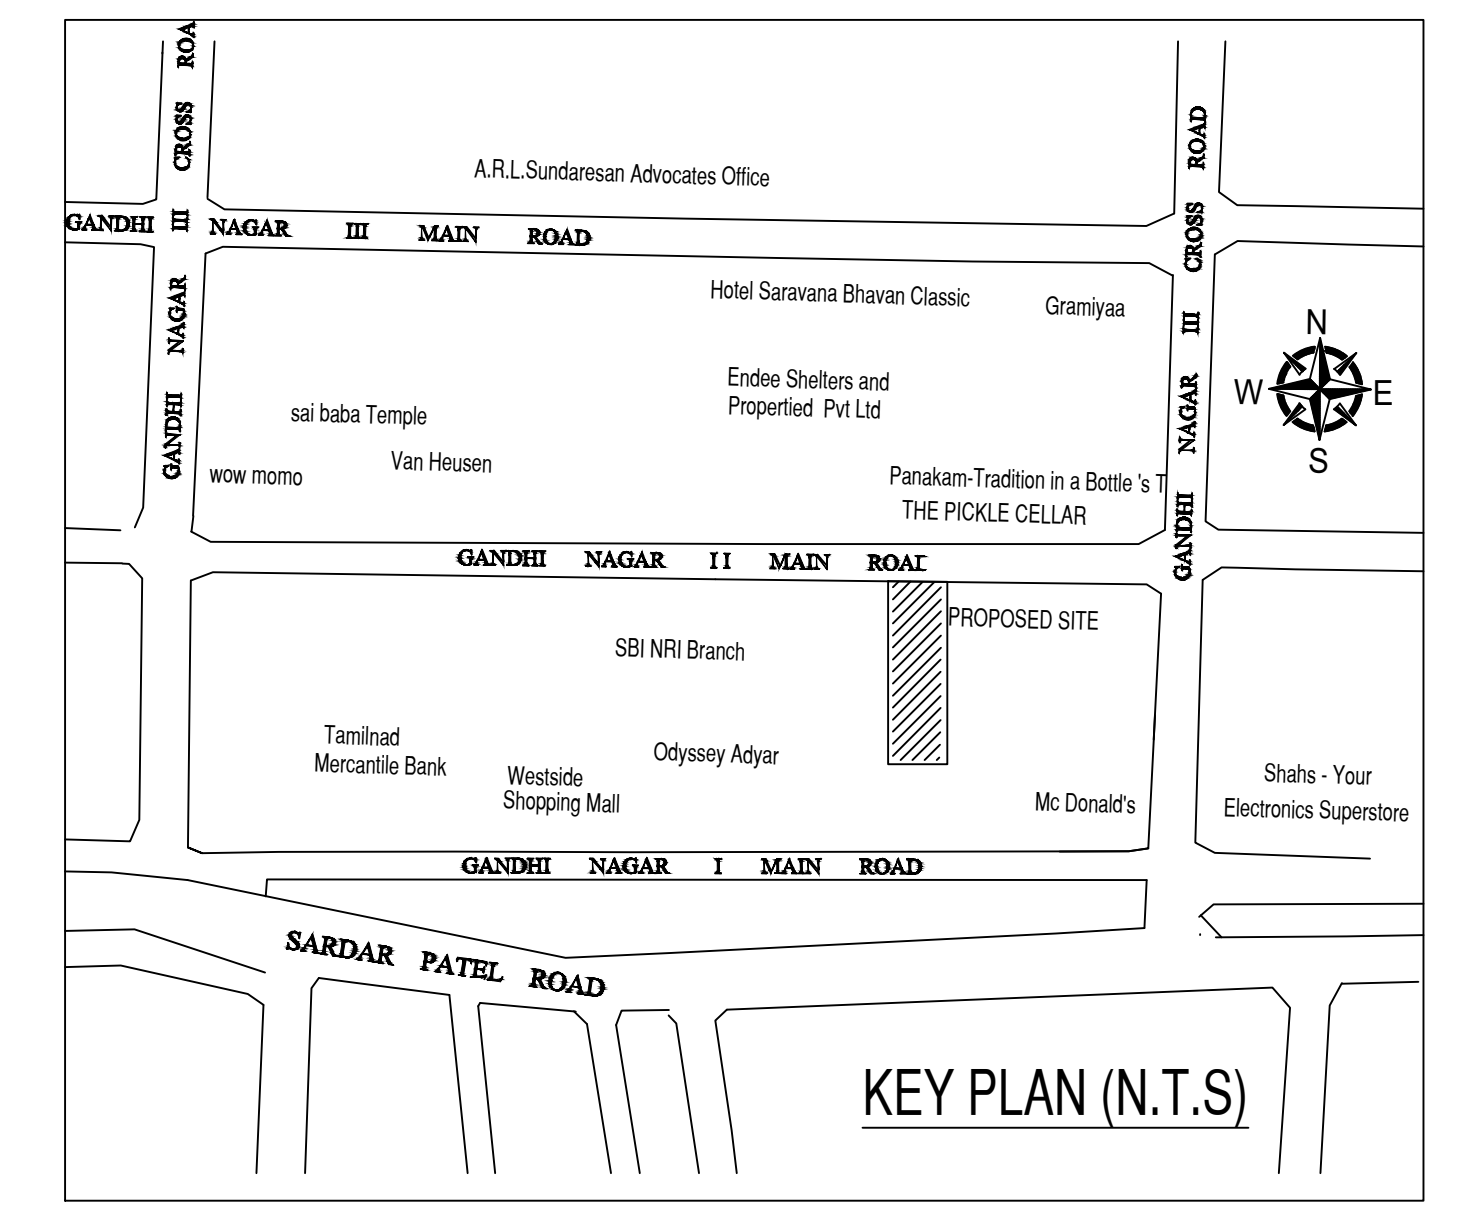 GANDHI NAGAR III CROSS ROA
GANDHI NAGAR III CROSS ROAD
A.R.L.Sundaresan Advocates Office
GANDHI NAGAR III MAIN ROAD
Hotel Saravana Bhavan Classic
Gramiyaa
N
W E
S
Endee Shelters and
Propertied Pvt Ltd
sai baba Temple
Van Heusen
wow momo
Panakam-Tradition in a Bottle 's T
THE PICKLE CELLAR
GANDHI NAGAR II MAIN ROAD
PROPOSED SITE
SBI NRI Branch
Tamilnad
Mercantile Bank
Odyssey Adyar
Westside
Shopping Mall
Mc Donald's
Shahs - Your
Electronics Superstore
GANDHI NAGAR I MAIN ROAD
SARDAR PATEL ROAD
KEY PLAN (N.T.S)